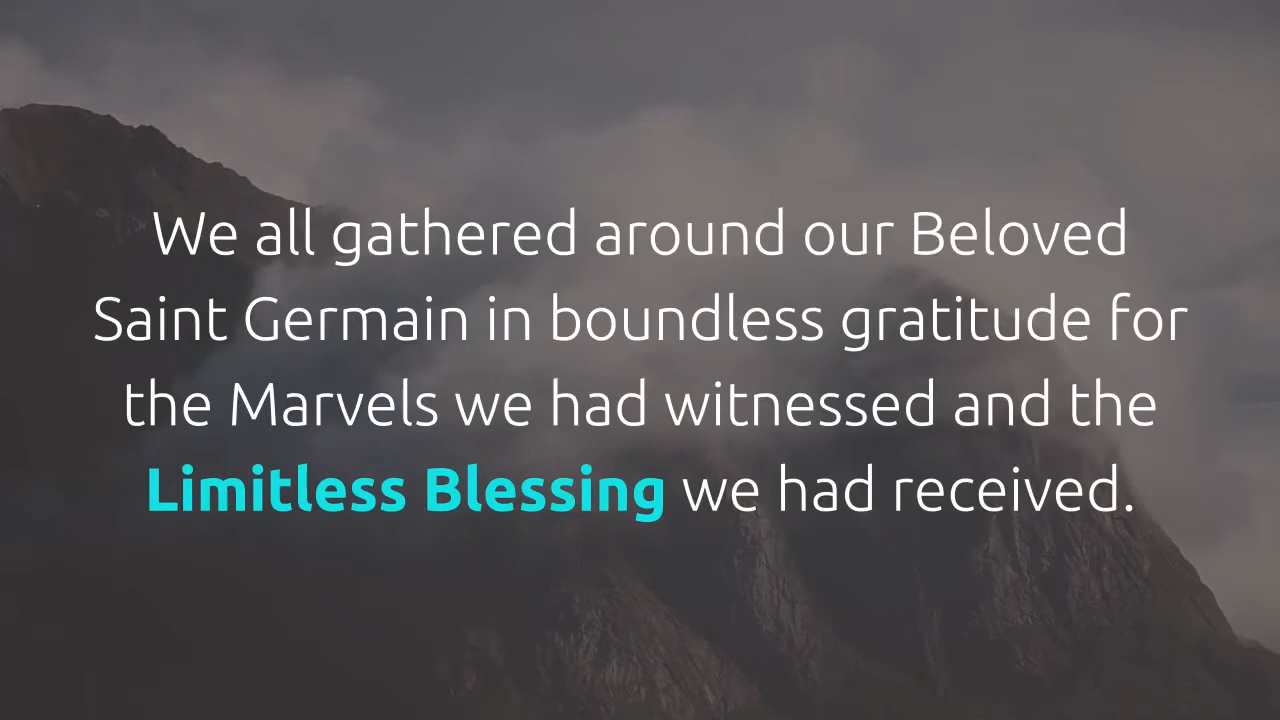 We all gathered around our Beloved
Saint Germain in boundless gratitude for
the Marvels we had witnessed and the
Limitless Blessing we had received.